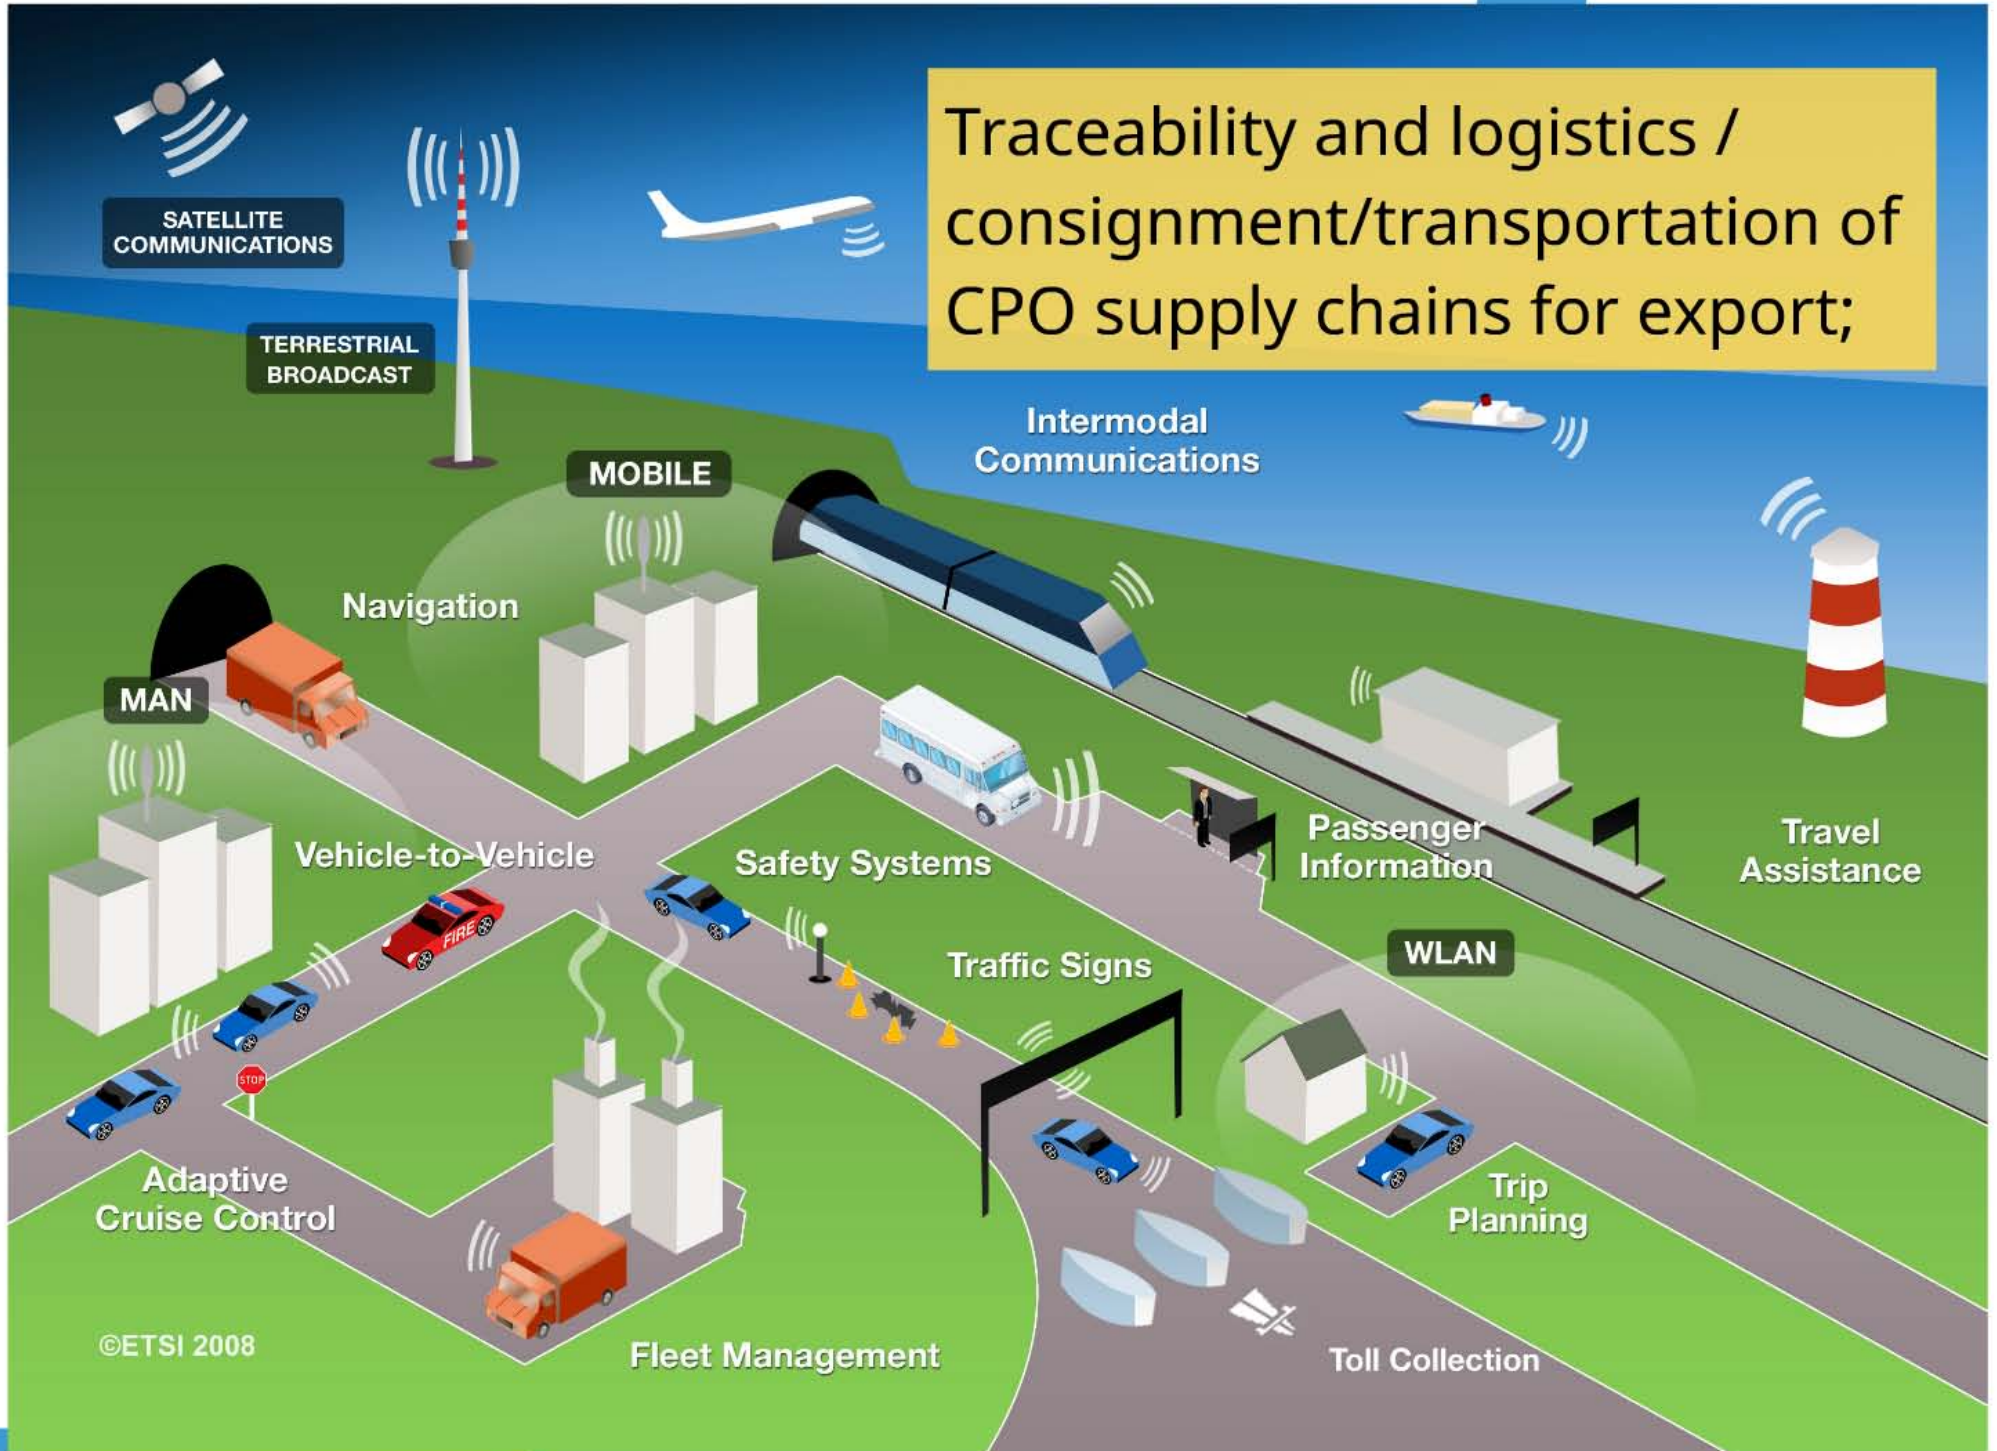 Traceability and logistics /
consignment/transportation of
CPO supply chains for export;
SATELLITE
COMMUNICATIONS
TERRESTRIAL
BROADCAST
Intermodal
Communications
MOBILE
Navigation
MAN
Vehicle-to-Vehicle
Safety Systems
Passenger
Information
Travel
Assistance
FIRE
Traffic Signs
WLAN
STOP
Adaptive
Cruise Control
Trip
Planning
©ETSI 2008
Fleet Management
Toll Collection